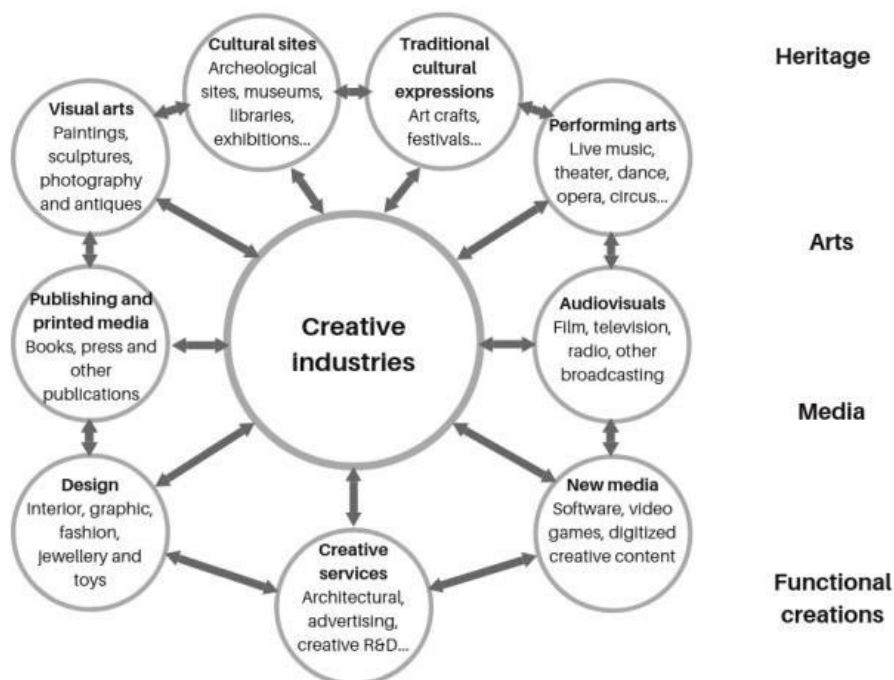 Cultural sites
Archeological
sites, museums,
libraries,
exhibitions...
Traditional
cultural
expressions
Art crafts,
festivals...
Heritage
Visual arts
Paintings,
sculptures,
photography
and antiques
Performing arts
Live music,
theater, dance,
opera, circus...
Arts
Publishing and
printed media
Books, press and
other
publications
Creative
industries
Audiovisuals
Film, television,
radio, other
broadcasting
Media
Design
Interior, graphic,
fashion,
jewellery and
toys
Creative
services
Architectural,
advertising,
creative R&D...
New media
Software, video
games, digitized
creative content
Functional
creations